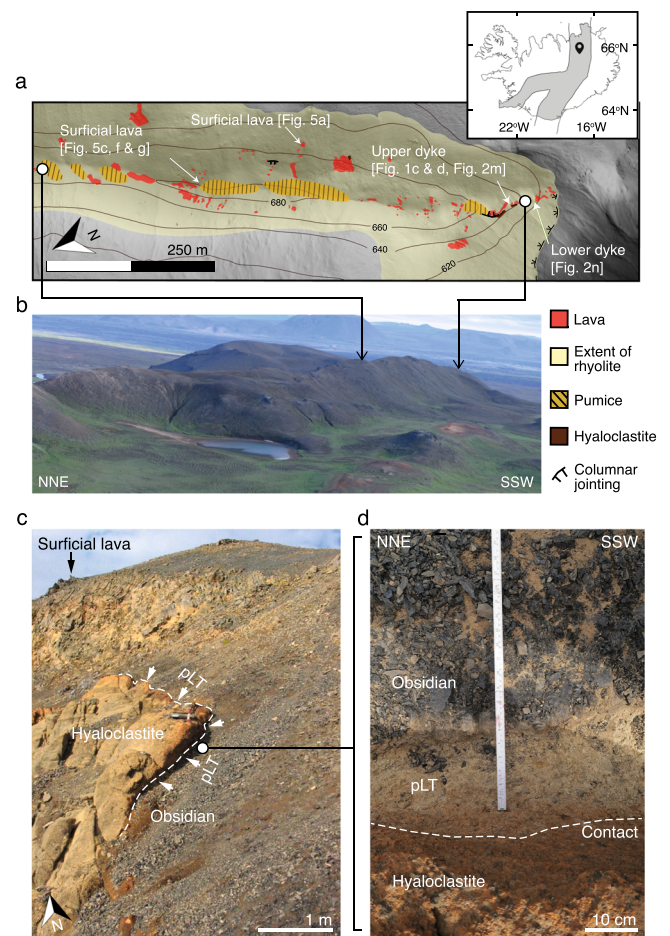 66°N
64°N
22°W
16°W
a
Surficial lava [Fig. 5a]
Surficial lava
[Fig. 5c, f & g]
Upper dyke
[Fig. 1c & d, Fig. 2m]
680
660
640
620
N
250 m
Lower dyke
[Fig. 2n]
b
NNE
SSW
Lava
Extent of
rhyolite
Pumice
Hyaloclastite
Columnar
jointing
c
Surficial lava
pLT
Hyaloclastite
pLT
Obsidian
N
1 m
d
NNE
SSW
Obsidian
pLT
Contact
Hyaloclastite
10 cm